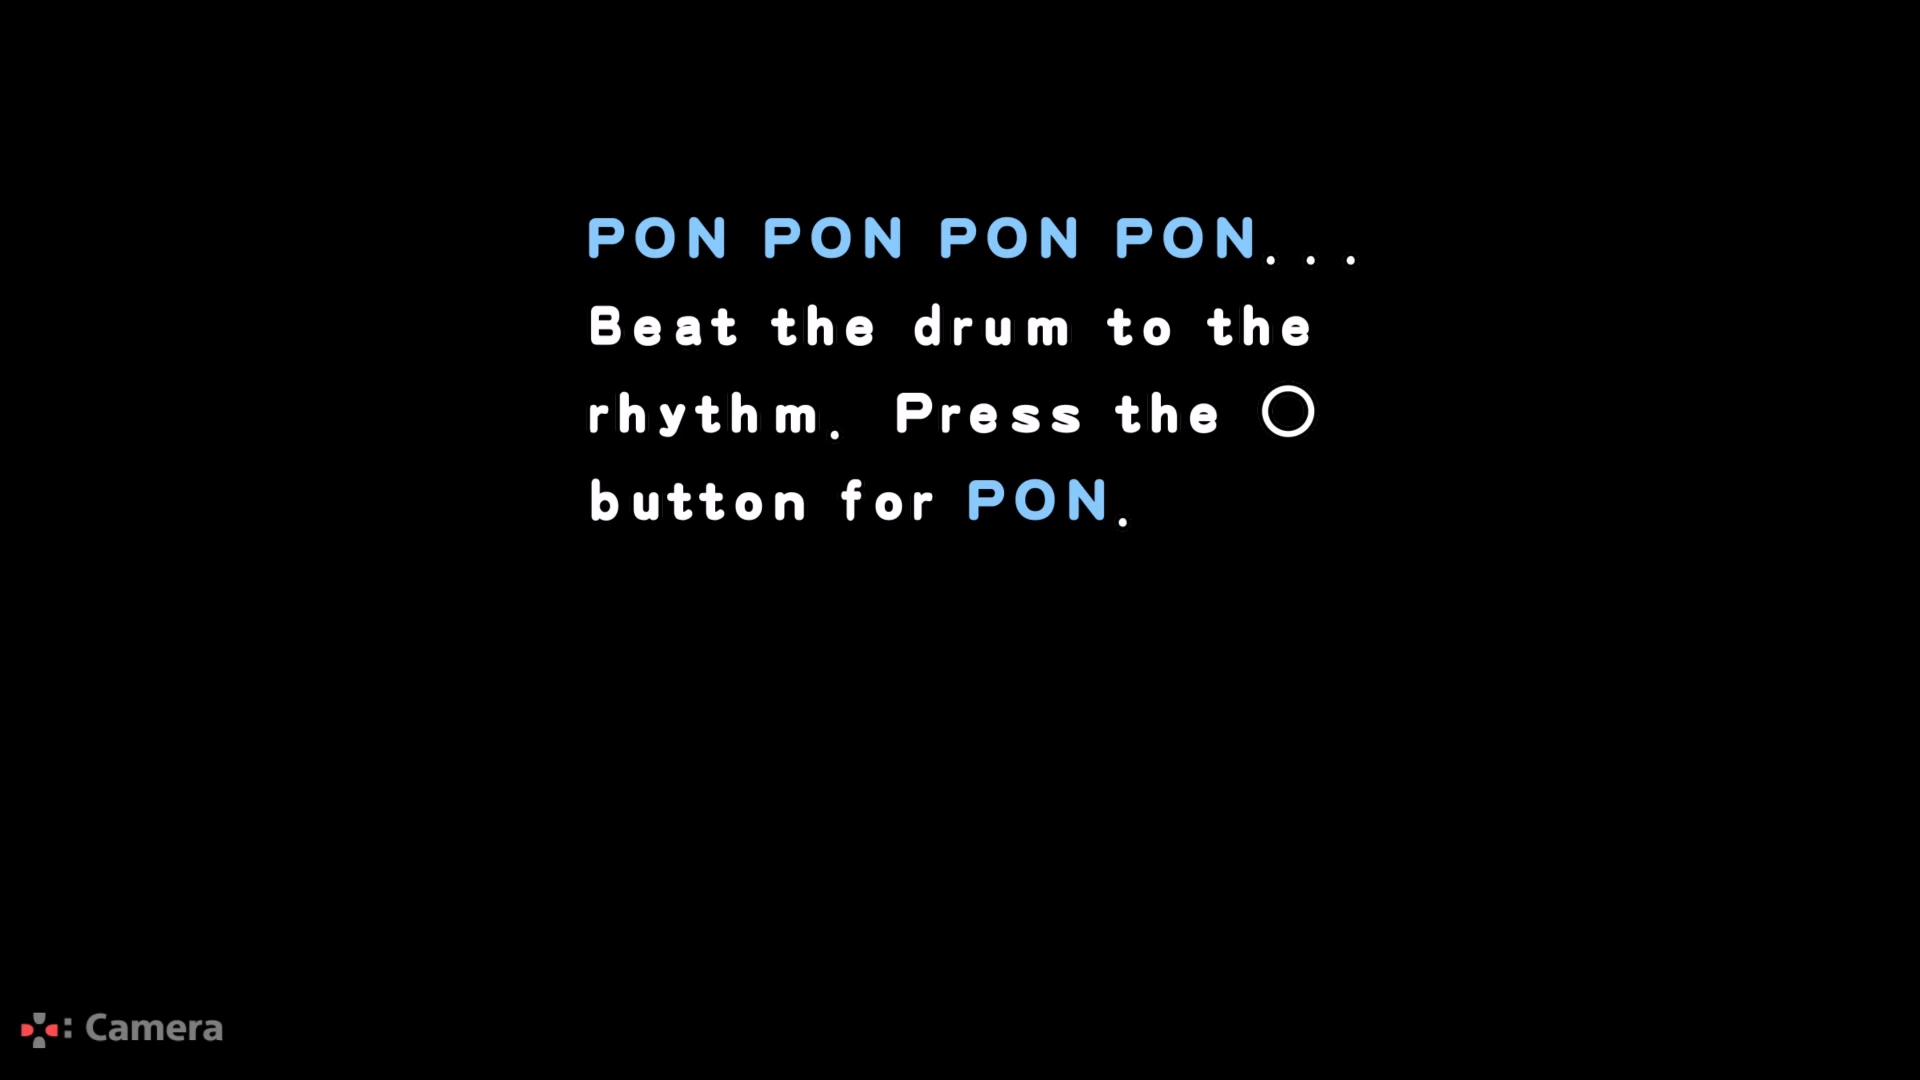 PON PON PON PON...
Beat the drum to the
rhythm. Press the ○
button for PON.
: Camera